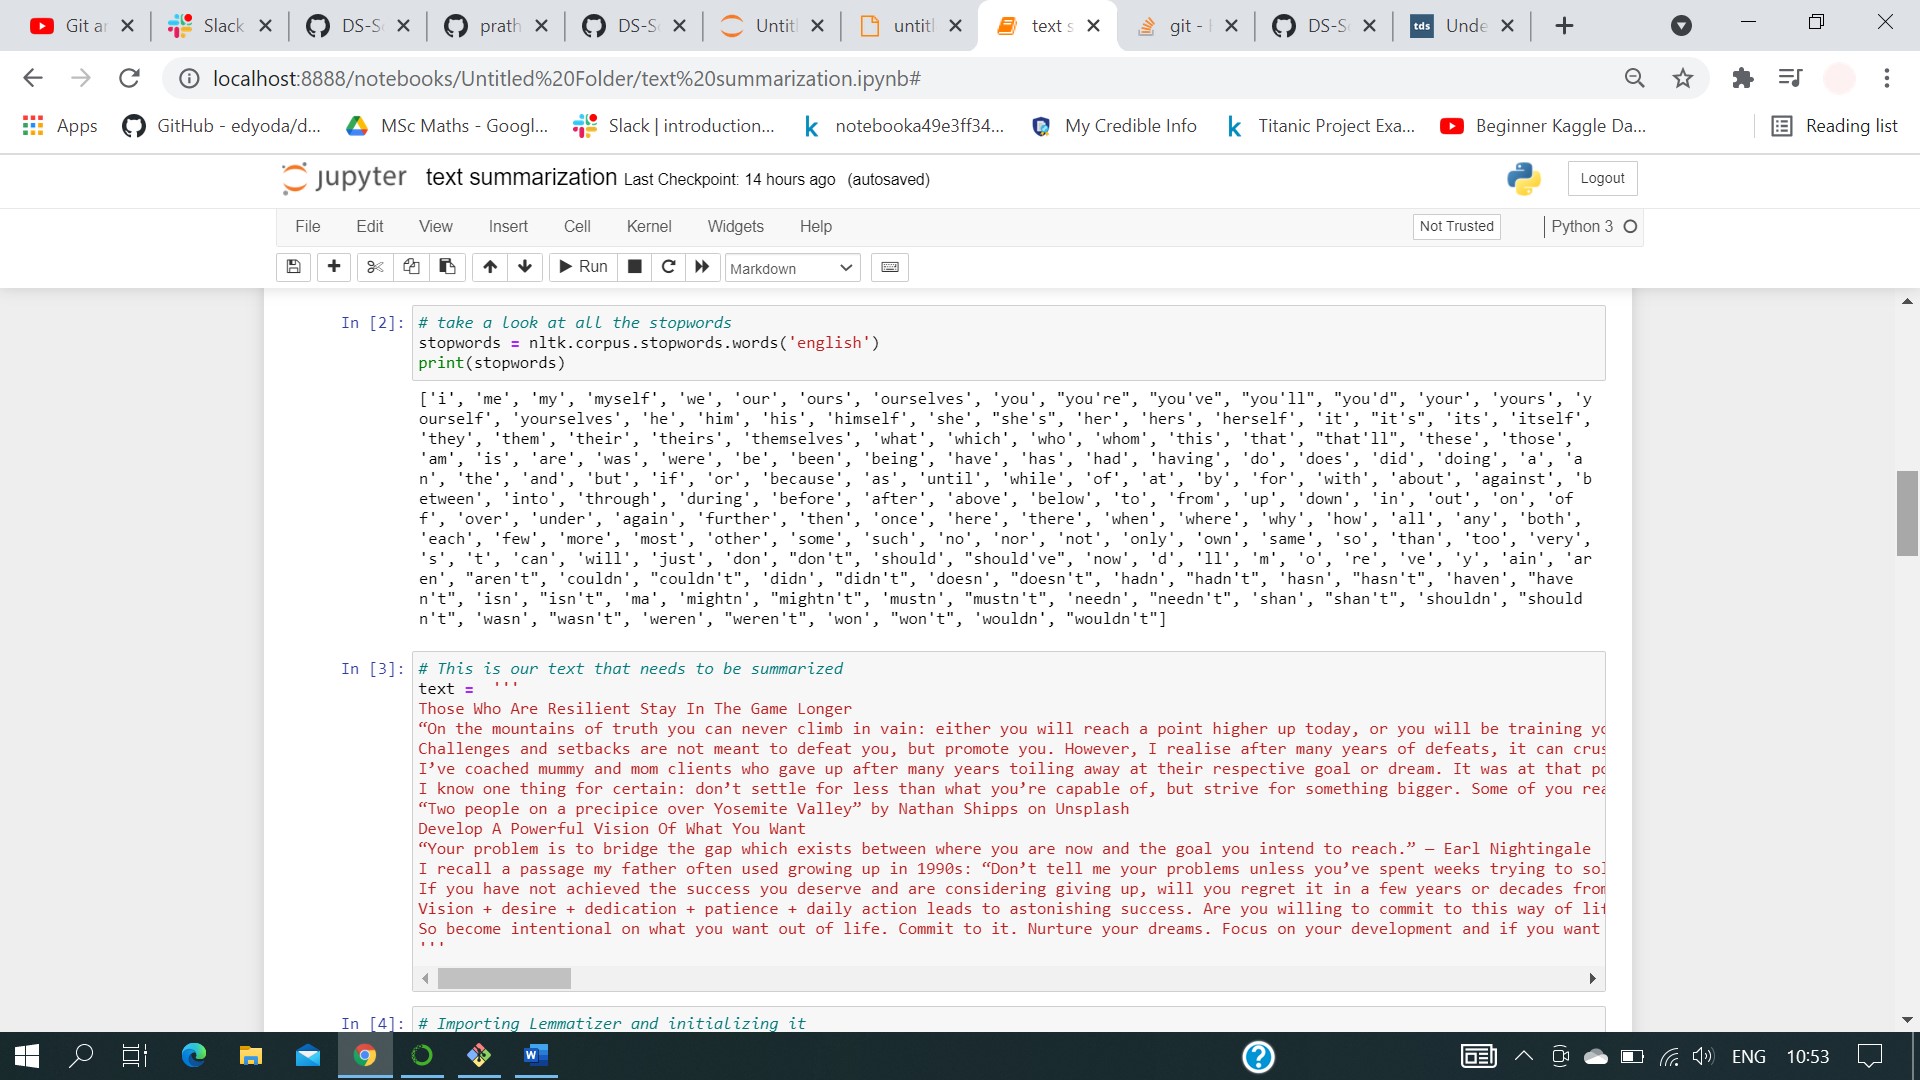 Git ar
Slack
DS-Sc
prath
DS-Sc
Untitl
untitl
text s
git - 
DS-Sc
tds
Unde
localhost:8888/notebooks/Untitled%20Folder/text%20summarization.ipynb#
Apps
GitHub - edyoda/d...
MSc Maths - Googl...
Slack | introduction...
notebooka49e3ff34...
My Credible Info
Titanic Project Exa...
Beginner Kaggle Da...
Reading list
jupyter text summarization Last Checkpoint: 14 hours ago (autosaved)
Logout
File Edit View Insert Cell Kernel Widgets Help
Not Trusted
Python 3
Run
Markdown
In [2]: # take a look at all the stopwords
stopwords = nltk.corpus.stopwords.words('english')
print(stopwords)
['i', 'me', 'my', 'myself', 'we', 'our', 'ours', 'ourselves', 'you', "you're", "you've", "you'll", "you'd", 'your', 'yours', 'y
ourself', 'yourselves', 'he', 'him', 'his', 'himself', 'she', "she's", 'her', 'hers', 'herself', 'it', "it's", 'its', 'itself',
'they', 'them', 'their', 'theirs', 'themselves', 'what', 'which', 'who', 'whom', 'this', 'that', "that'll", 'these', 'those',
'am', 'is', 'are', 'was', 'were', 'be', 'been', 'being', 'have', 'has', 'had', 'having', 'do', 'does', 'did', 'doing', 'a', 'a
n', 'the', 'and', 'but', 'if', 'or', 'because', 'as', 'until', 'while', 'of', 'at', 'by', 'for', 'with', 'about', 'against', 'b
etween', 'into', 'through', 'during', 'before', 'after', 'above', 'below', 'to', 'from', 'up', 'down', 'in', 'out', 'on', 'of
f', 'over', 'under', 'again', 'further', 'then', 'once', 'here', 'there', 'when', 'where', 'why', 'how', 'all', 'any', 'both',
'each', 'few', 'more', 'most', 'other', 'some', 'such', 'no', 'nor', 'not', 'only', 'own', 'same', 'so', 'than', 'too', 'very',
's', 't', 'can', 'will', 'just', 'don', "don't", 'should', "should've", 'now', 'd', 'll', 'm', 'o', 're', 've', 'y', 'ain', 'ar
en', "aren't", 'couldn', "couldn't", 'didn', "didn't", 'doesn', "doesn't", 'hadn', "hadn't", 'hasn', "hasn't", 'haven', "have
n't", 'isn', "isn't", 'ma', 'mightn', "mightn't", 'mustn', "mustn't", 'needn', "needn't", 'shan', "shan't", 'shouldn', "should
n't", 'wasn', "wasn't", 'weren', "weren't", 'won', "won't", 'wouldn', "wouldn't"]
In [3]: # This is our text that needs to be summarized
text = '''
Those Who Are Resilient Stay In The Game Longer
“On the mountains of truth you can never climb in vain: either you will reach a point higher up today, or you will be training yo
Challenges and setbacks are not meant to defeat you, but promote you. However, I realise after many years of defeats, it can crus
I’ve coached mummy and mom clients who gave up after many years toiling away at their respective goal or dream. It was at that po
I know one thing for certain: don’t settle for less than what you’re capable of, but strive for something bigger. Some of you rea
“Two people on a precipice over Yosemite Valley” by Nathan Shipps on Unsplash
Develop A Powerful Vision Of What You Want
“Your problem is to bridge the gap which exists between where you are now and the goal you intend to reach.” — Earl Nightingale
I recall a passage my father often used growing up in 1990s: “Don’t tell me your problems unless you’ve spent weeks trying to sol
If you have not achieved the success you deserve and are considering giving up, will you regret it in a few years or decades from
Vision + desire + dedication + patience + daily action leads to astonishing success. Are you willing to commit to this way of lif
So become intentional on what you want out of life. Commit to it. Nurture your dreams. Focus on your development and if you want
'''
In [4]: # Importing Lemmatizer and initializing it
ENG
10:53